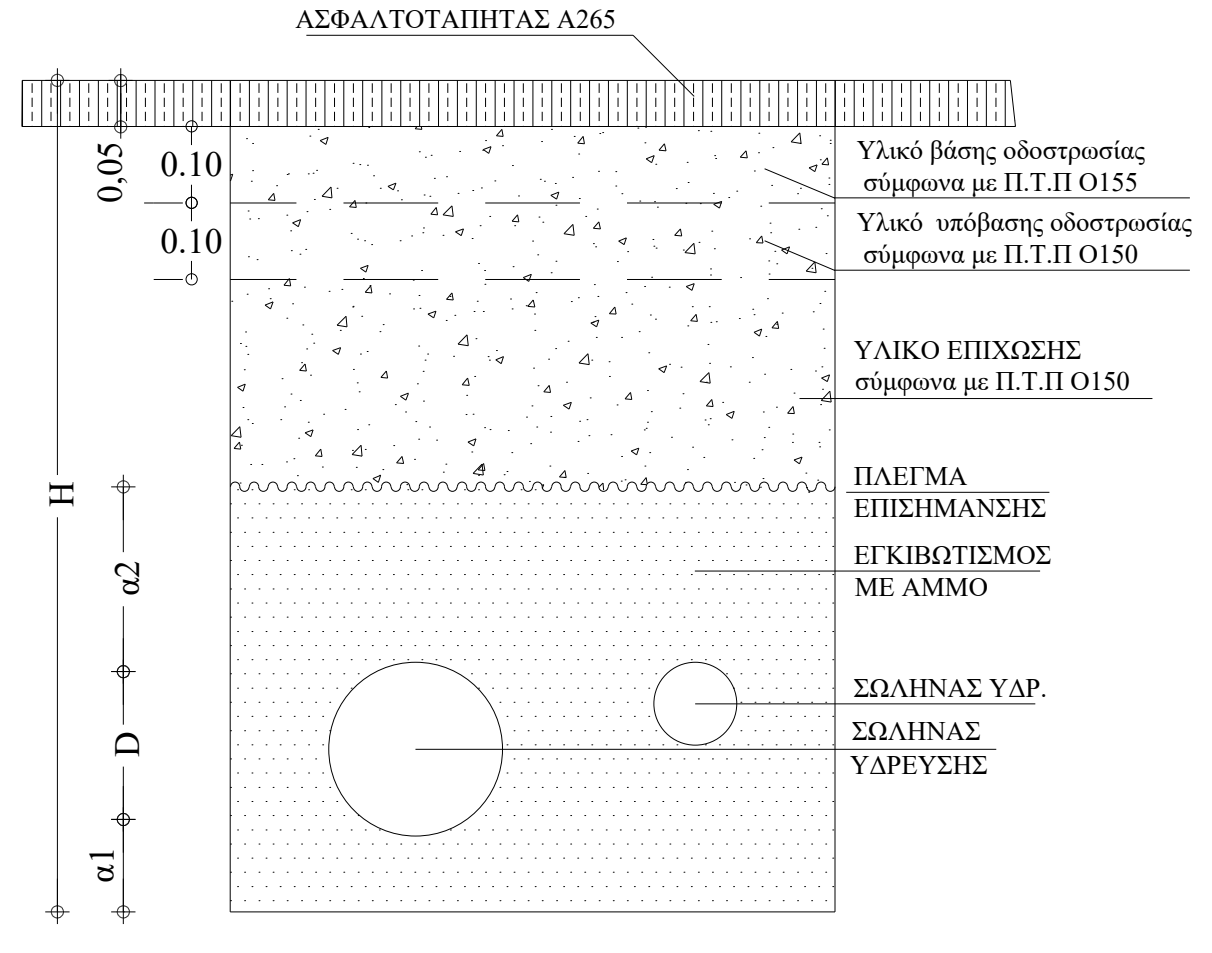 ΑΣΦΑΛΤΟΤΑΠΗΤΑΣ Α265
0,05
0.10
0.10
Υλικό βάσης οδοστρωσίας
σύμφωνα με Π.Τ.Π Ο155
Υλικό υπόβασης οδοστρωσίας
σύμφωνα με Π.Τ.Π Ο150
ΥΛΙΚΟ ΕΠΙΧΩΣΗΣ
σύμφωνα με Π.Τ.Π Ο150
H
ΠΛΕΓΜΑ
ΕΠΙΣΗΜΑΝΣΗΣ
α2
ΕΓΚΙΒΩΤΙΣΜΟΣ
ΜΕ ΑΜΜΟ
ΣΩΛΗΝΑΣ ΥΔΡ.
D
ΣΩΛΗΝΑΣ
ΥΔΡΕΥΣΗΣ
α1